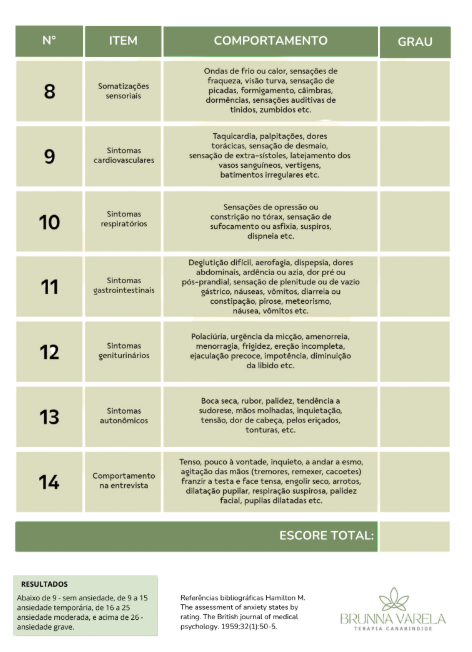 Nº ITEM COMPORTAMENTO GRAU
8
Somatizações
sensoriais
Ondas de frio ou calor, sensações de
fraqueza, visão turva, sensação de
picadas, formigamento, câimbras,
dormências, sensações auditivas de
tinidos, zumbidos etc.
9
Sintomas
cardiovasculares
Taquicardia, palpitações, dores
torácicas, sensação de desmaio,
sensação de extra-sístoles, latejamento dos
vasos sanguíneos, vertigens,
batimentos irregulares etc.
10
Sintomas
respiratórios
Sensações de opressão ou
constrição no tórax, sensação de
sufocamento ou asfixia, suspiros,
dispneia etc.
11
Sintomas
gastrointestinais
Deglutição difícil, aerofagia, dispepsia, dores
abdominais, ardência ou azia, dor pré ou
pós-prandial, sensação de plenitude ou de vazio
gástrico, náuseas, vômitos, diarreia ou
constipação, pirose, meteorismo,
náusea, vômitos etc.
12
Sintomas
geniturinários
Polaciúria, urgência da micção, amenorreia,
menorragia, frigidez, ereção incompleta,
ejaculação precoce, impotência, diminuição
da libido etc.
13
Sintomas
autonômicos
Boca seca, rubor, palidez, tendência a
sudorese, mãos molhadas, inquietação,
tensão, dor de cabeça, pelos eriçados,
tonturas, etc.
14
Comportamento
na entrevista
Tenso, pouco à vontade, inquieto, a andar a esmo,
agitação das mãos (tremores, remexer, cacoetes)
franzir a testa e face tensa, engolir seco, arrotos,
dilatação pupilar, respiração suspirosa, palidez
facial, pupilas dilatadas etc.
ESCORE TOTAL:
RESULTADOS
Abaixo de 9 - sem ansiedade, de 9 a 15
ansiedade temporária, de 16 a 25
ansiedade moderada, e acima de 26 -
ansiedade grave.
Referências bibliográficas Hamilton M.
The assessment of anxiety states by
rating. The British journal of medical
psychology. 1959;32(1):50-5.
BRUNNA VARELA
TERAPIA CANABINOIDE